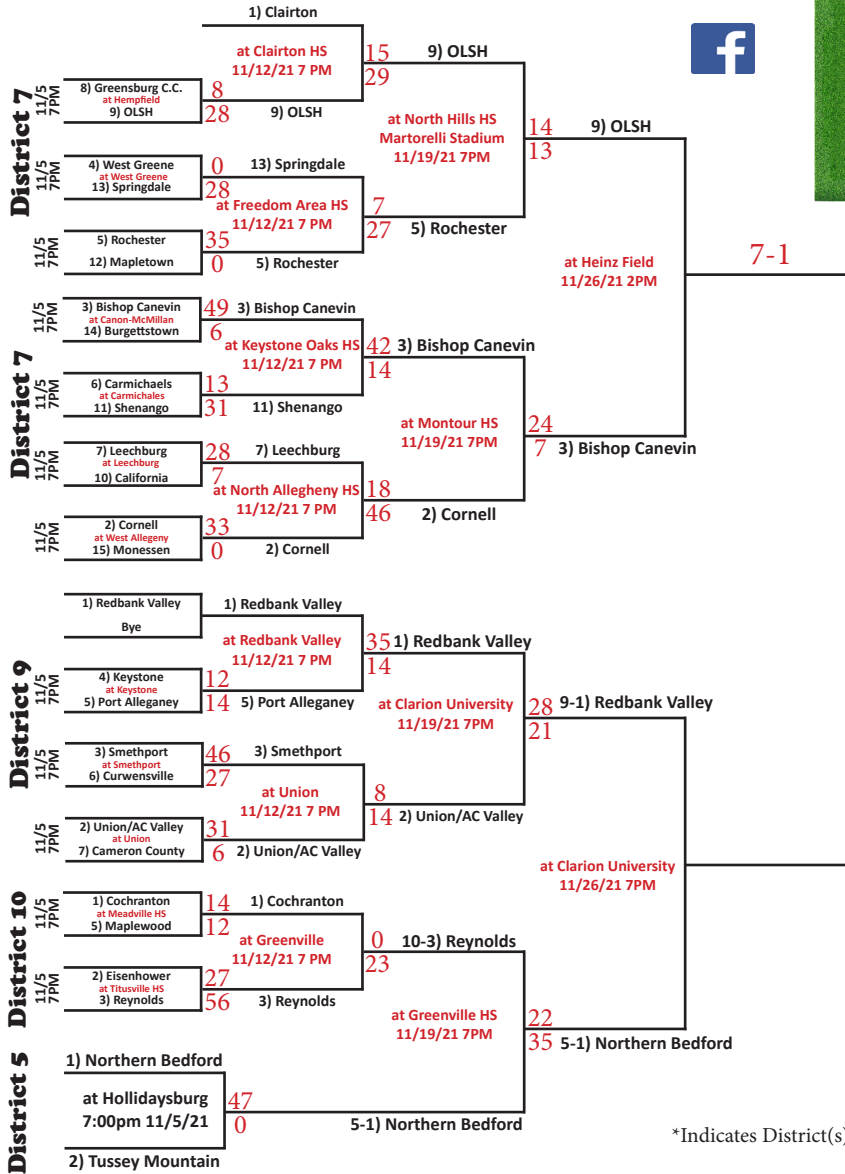 1) Clairton
at Clairton HS
11/12/21 7 PM
15
29
9) OLSH
District 7
11/5
7PM
8) Greensburg C.C.
at Hempfield
9) OLSH
8
28
9) OLSH
at North Hills HS
Martorelli Stadium
11/19/21 7PM
14
13
9) OLSH
11/5
7PM
4) West Greene
at West Greene
13) Springdale
0
28
13) Springdale
at Freedom Area HS
11/12/21 7 PM
7
27
5) Rochester
11/5
7PM
5) Rochester
12) Mapletown
35
0
5) Rochester
at Heinz Field
11/26/21 2PM
7-1
11/5
7PM
3) Bishop Canevin
at Canon-McMillan
14) Burgettstown
49
6
3) Bishop Canevin
at Keystone Oaks HS
11/12/21 7 PM
42
14
3) Bishop Canevin
District 7
11/5
7PM
6) Carmichaels
at Carmichales
11) Shenango
13
31
11) Shenango
at Montour HS
11/19/21 7PM
24
7
3) Bishop Canevin
11/5
7PM
7) Leechburg
at Leechburg
10) California
28
7
7) Leechburg
at North Allegheny HS
11/12/21 7 PM
18
46
2) Cornell
11/5
7PM
2) Cornell
at West Allegeny
15) Monessen
33
0
2) Cornell
1) Redbank Valley
Bye
1) Redbank Valley
at Redbank Valley
11/12/21 7 PM
35
14
1) Redbank Valley
District 9
11/5
7PM
4) Keystone
at Keystone
5) Port Alleganey
12
14
5) Port Alleganey
at Clarion University
11/19/21 7PM
28
21
9-1) Redbank Valley
11/5
7PM
3) Smethport
at Smethport
6) Curwensville
46
27
3) Smethport
at Union
11/12/21 7 PM
8
14
2) Union/AC Valley
11/5
7PM
2) Union/AC Valley
at Union
7) Cameron County
31
6
2) Union/AC Valley
at Clarion University
11/26/21 7PM
District 10
11/5
7PM
1) Cochranton
at Meadville HS
5) Maplewood
14
12
1) Cochranton
at Greenville
11/12/21 7 PM
0
23
10-3) Reynolds
11/5
7PM
2) Eisenhower
at Titusville HS
3) Reynolds
27
56
3) Reynolds
at Greenville HS
11/19/21 7PM
22
35
5-1) Northern Bedford
District 5
1) Northern Bedford
at Hollidaysburg
7:00pm 11/5/21
47
0
5-1) Northern Bedford
2) Tussey Mountain
*Indicates District(s)